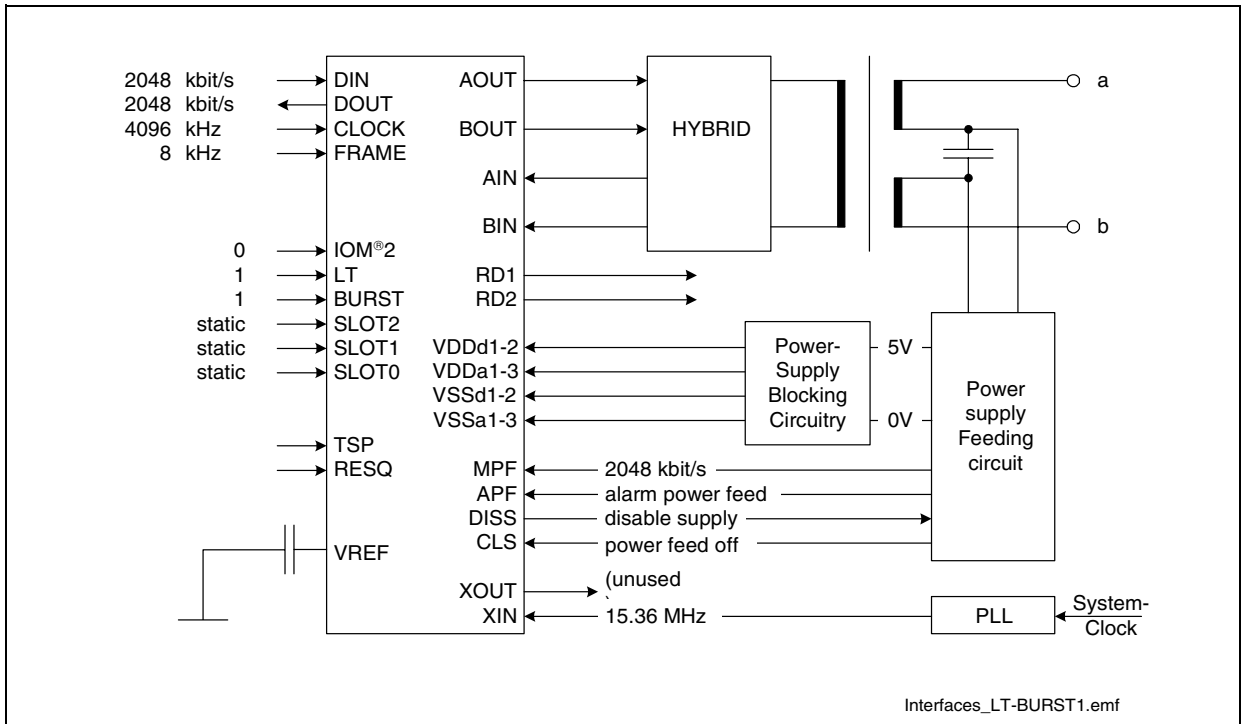 2048 kbit/s
2048 kbit/s
4096 kHz
8 kHz
0
1
1
static
static
static
DIN
DOUT
CLOCK
FRAME
IOM®2
LT
BURST
SLOT2
SLOT1
SLOT0
TSP
RESQ
VREF
AOUT
BOUT
AIN
BIN
RD1
RD2
VDDd1-2
VDDa1-3
VSSd1-2
VSSa1-3
MPF
APF
DISS
CLS
XOUT
XIN
HYBRID
a
b
Power-
Supply
Blocking
Circuitry
5V
0V
Power
supply
Feeding
circuit
2048 kbit/s
alarm power feed
disable supply
power feed off
(unused
)
15.36 MHz
PLL
System-
Clock
Interfaces_LT-BURST1.emf